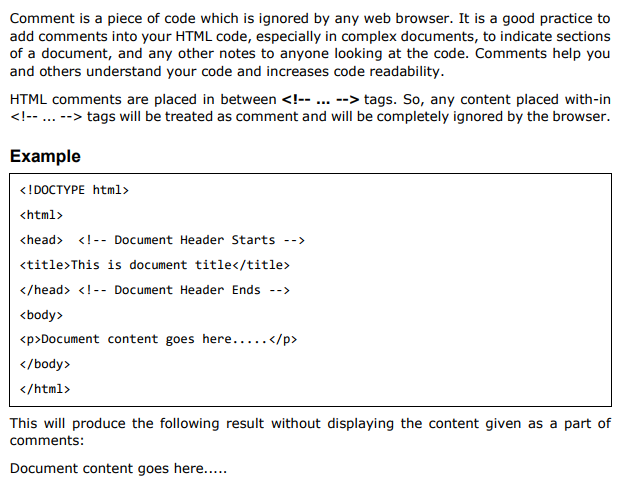 Comment is a piece of code which is ignored by any web browser. It is a good practice to
add comments into your HTML code, especially in complex documents, to indicate sections
of a document, and any other notes to anyone looking at the code. Comments help you
and others understand your code and increases code readability.
HTML comments are placed in between <!-- ... --> tags. So, any content placed with-in
<!-- ... --> tags will be treated as comment and will be completely ignored by the browser.
Example
<!DOCTYPE html>
<html>
<head>  <!-- Document Header Starts -->
<title>This is document title</title>
</head> <!-- Document Header Ends -->
<body>
<p>Document content goes here.....</p>
</body>
</html>
This will produce the following result without displaying the content given as a part of
comments:
Document content goes here.....